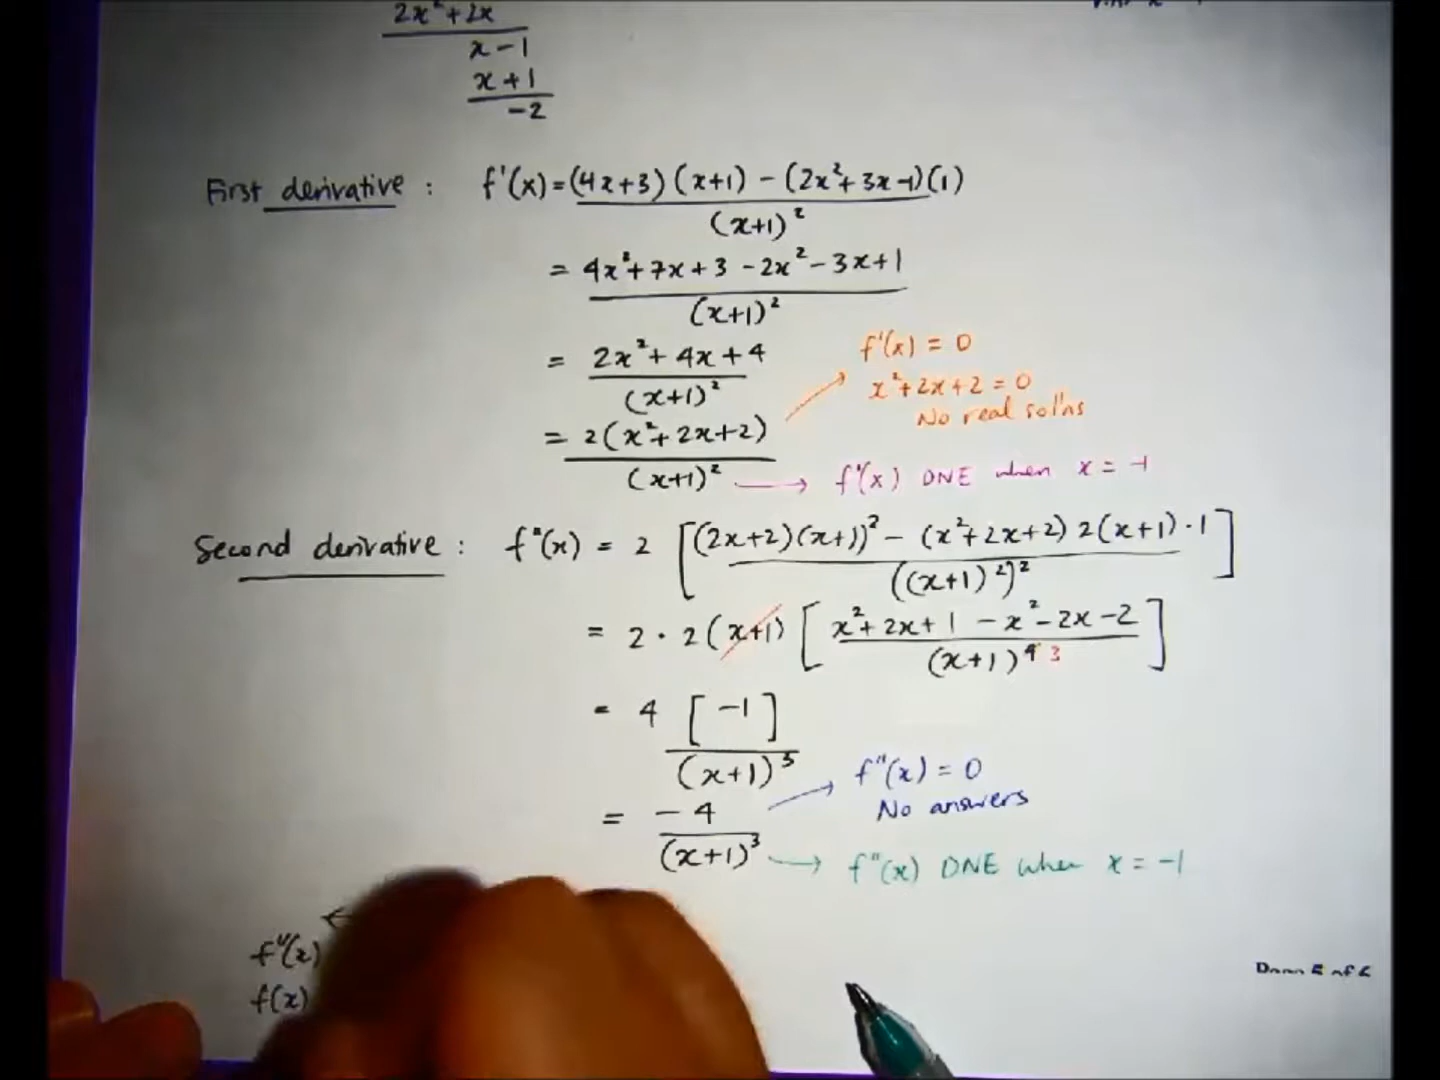 2x² + 2x
x - 1
x + 1
-2
First derivative : f'(x) = (4x+3)(x+1) - (2x²+3x-1)(1)
(x+1)²
= 4x²+7x+3 -2x²-3x+1
(x+1)²
= 2x²+4x+4
(x+1)²
f'(x) = 0
x²+2x+2 = 0
No real sol'ns
= 2(x²+2x+2)
(x+1)² → f'(x) DNE when x = -1
Second derivative : f"(x) = 2 [(2x+2)(x+1)² - (x²+2x+2) 2(x+1)·1]
((x+1)²)²
= 2 · 2 (x+1) [x²+2x+1 -x²-2x-2]
(x+1)⁴ 3
= 4 [-1]
(x+1)³
f"(x) = 0
No answers
= -4
(x+1)³ → f"(x) DNE when x = -1
f"(x)
f(x)
Page 5 of 6